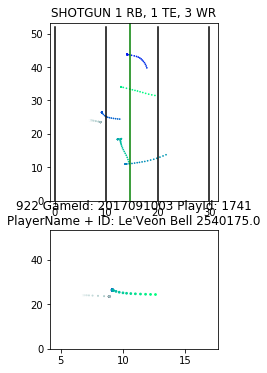 SHOTGUN 1 RB, 1 TE, 3 WR
50
40
30
20
10
0
0 10 20 30
922 GameId: 2017091003 PlayId: 1741
PlayerName + ID: Le'Veon Bell 2540175.0
40
20
0
5 10 15